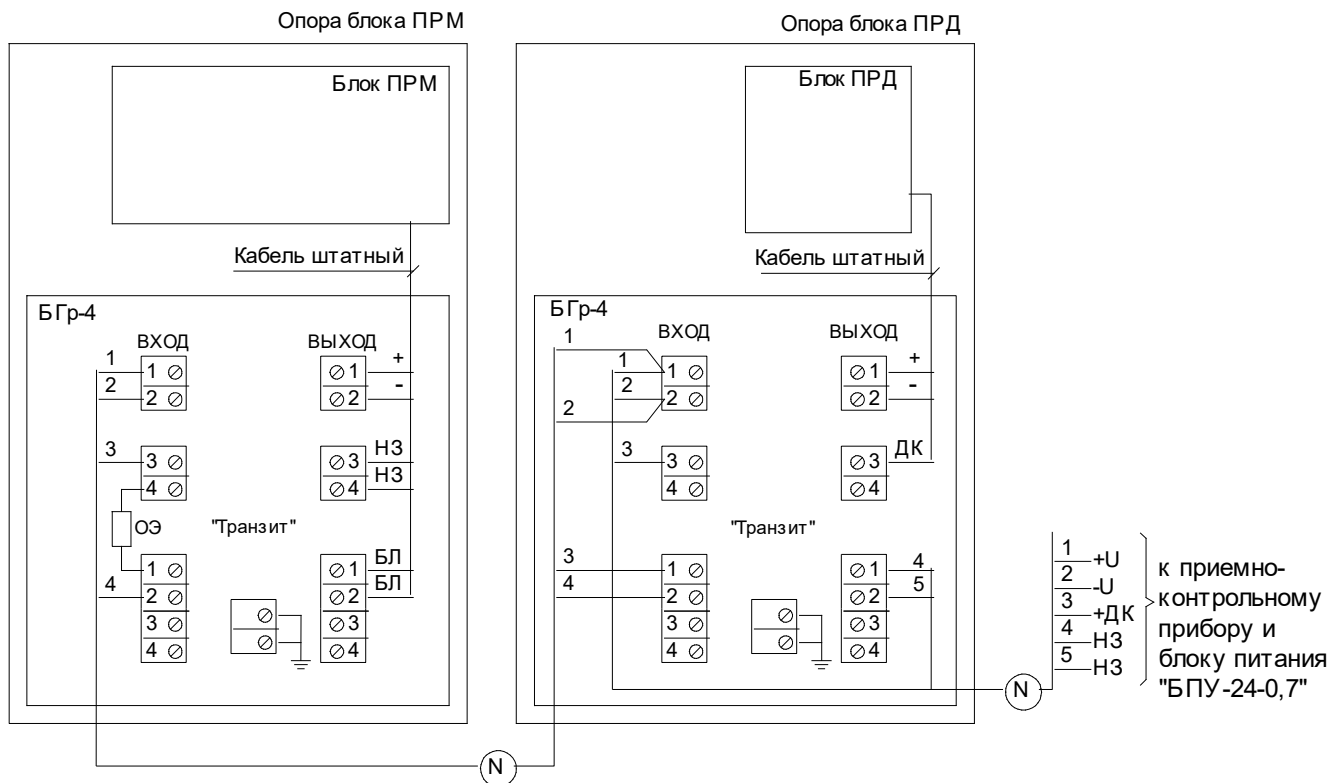 Опора блока ПРМ
Блок ПРМ
Кабель штатный
БГр-4
ВХОД
ВЫХОД
1
2
1
2
1
2
+
-
3
3
4
3
4
НЗ
НЗ
ОЭ
"Транзит"
4
1
2
3
4
1
2
3
4
БЛ
БЛ
N
Опора блока ПРД
Блок ПРД
Кабель штатный
БГр-4
ВХОД
ВЫХОД
1
2
1
2
1
2
1
2
+
-
3
3
4
3
4
ДК
"Транзит"
3
4
1
2
3
4
1
2
3
4
4
5
N
1
+U
2
-U
3
+ДК
4
НЗ
5
НЗ
к приемно-
контрольному
прибору и
блоку питания
"БПУ-24-0,7"